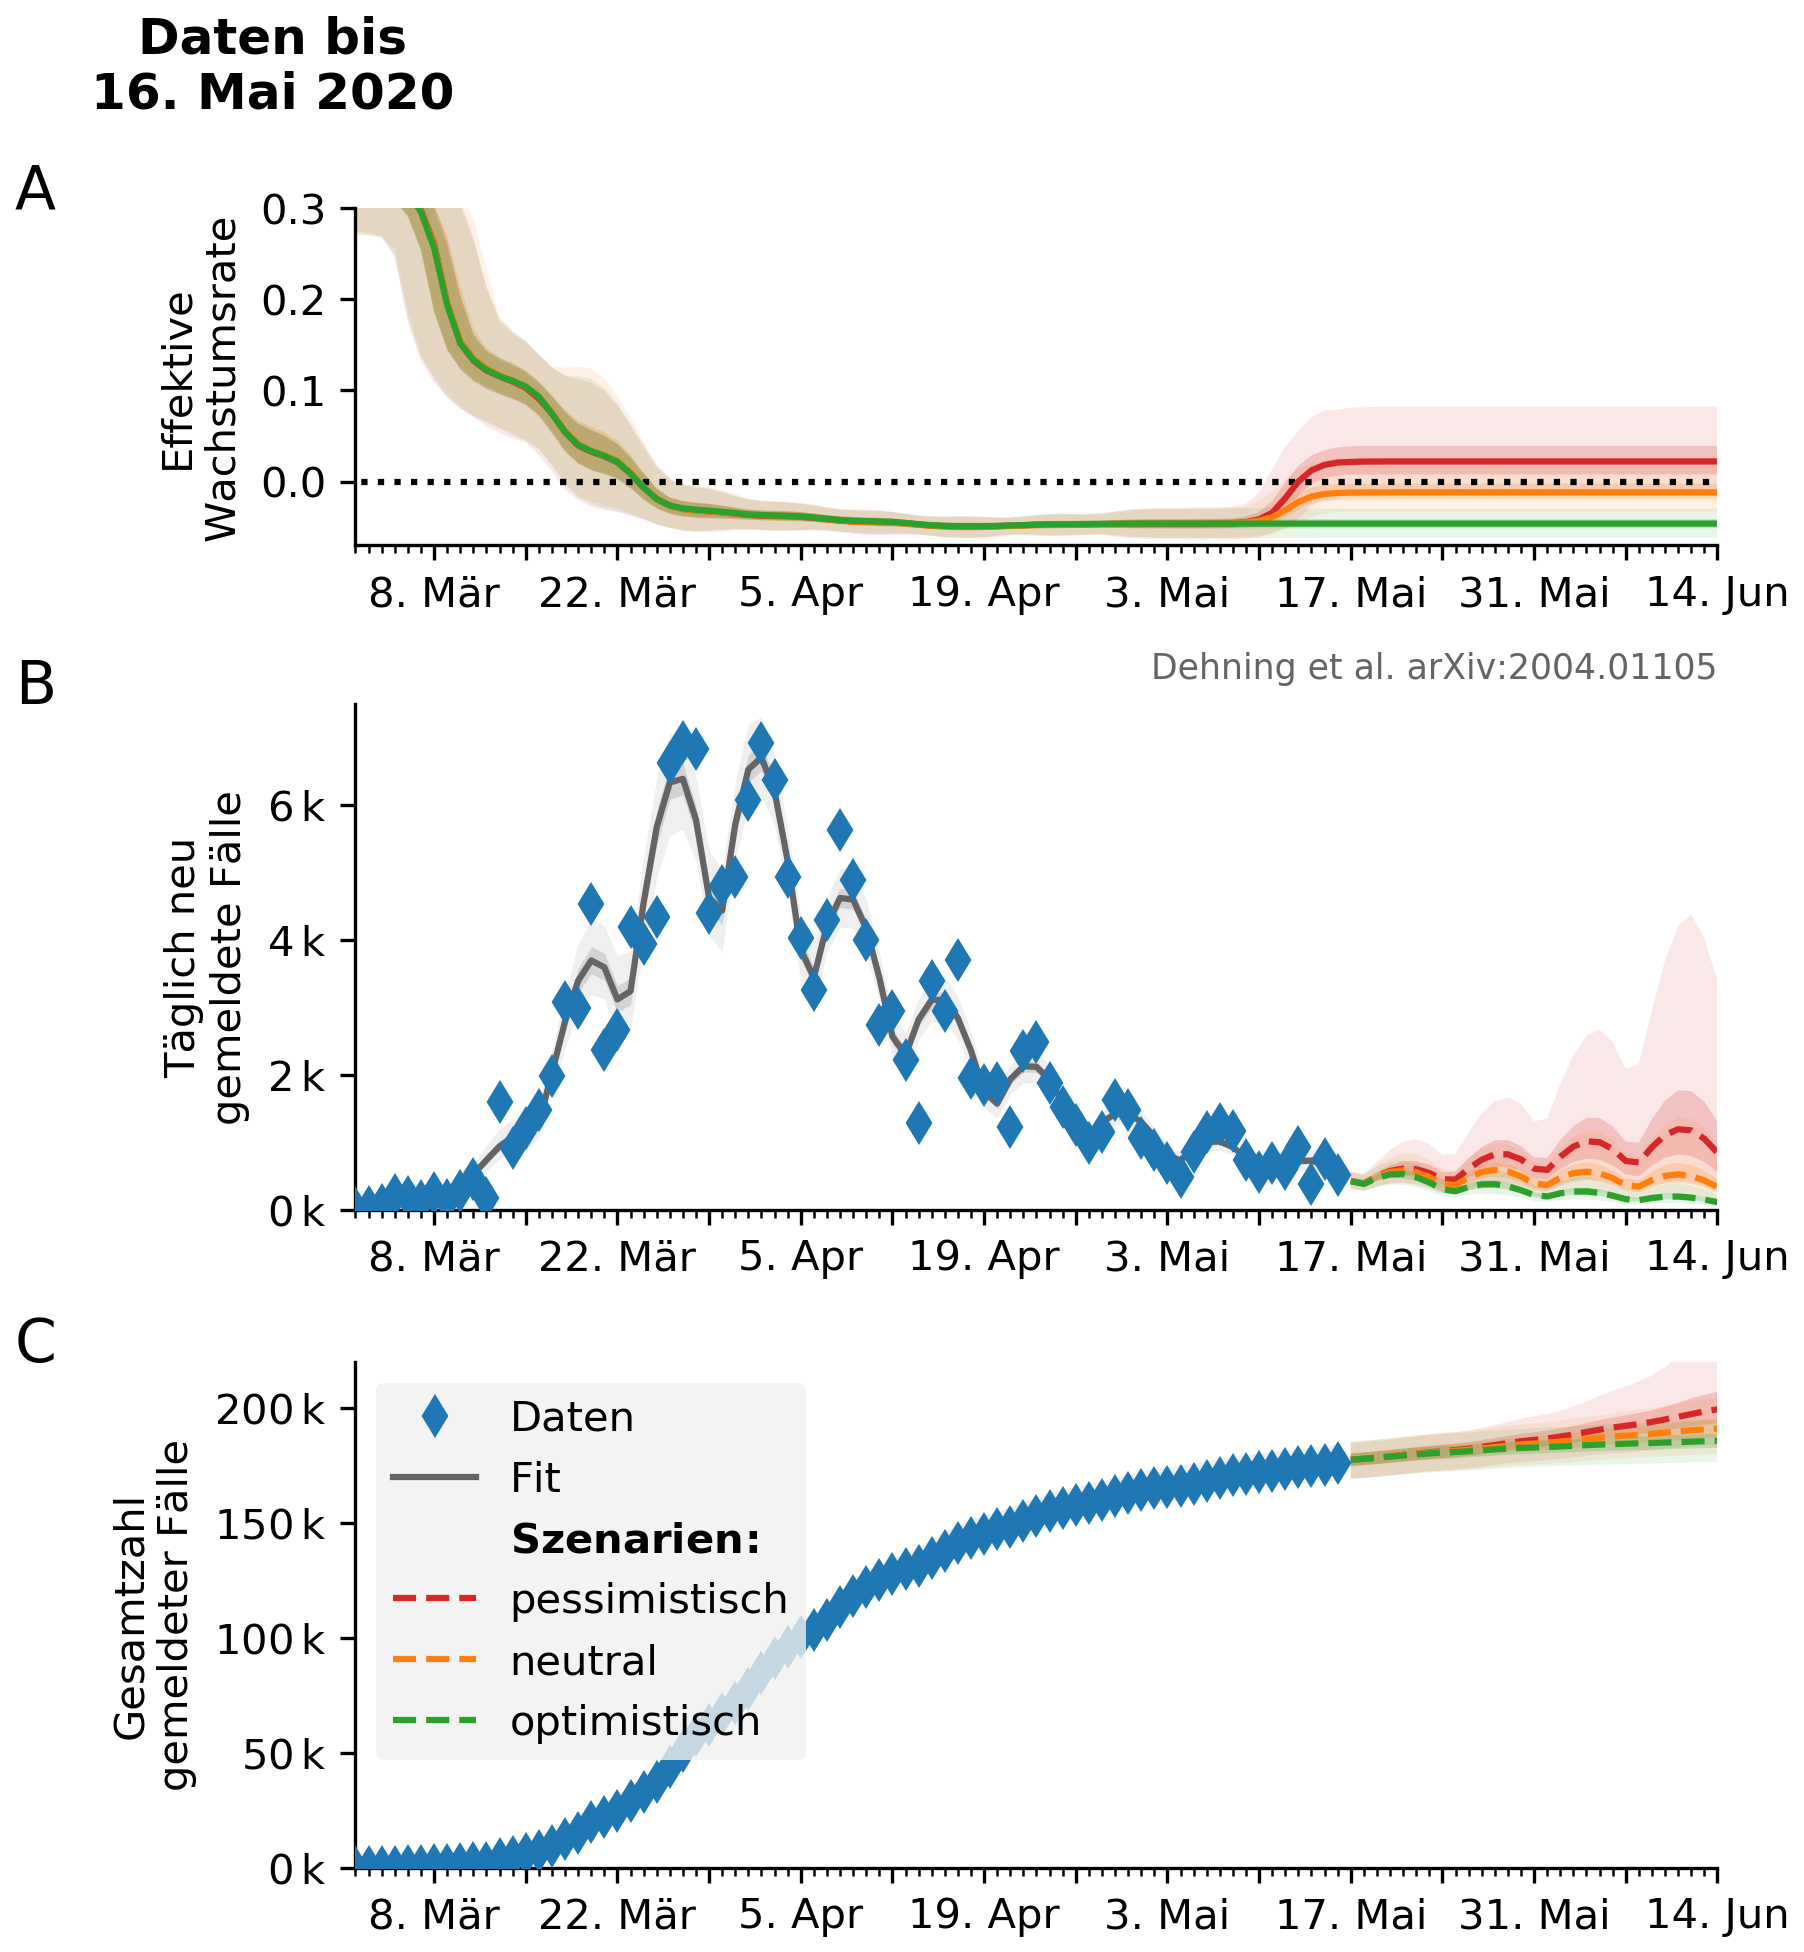 Daten bis
16. Mai 2020
A
Effektive
Wachstumsrate
0.3
0.2
0.1
0.0
8. Mär 22. Mär 5. Apr 19. Apr 3. Mai 17. Mai 31. Mai 14. Jun
Dehning et al. arXiv:2004.01105
B
Täglich neu
gemeldete Fälle
6 k
4 k
2 k
0 k
8. Mär 22. Mär 5. Apr 19. Apr 3. Mai 17. Mai 31. Mai 14. Jun
C
Gesamtzahl
gemeldeter Fälle
200 k
150 k
100 k
50 k
0 k
Daten
Fit
Szenarien:
pessimistisch
neutral
optimistisch
8. Mär 22. Mär 5. Apr 19. Apr 3. Mai 17. Mai 31. Mai 14. Jun